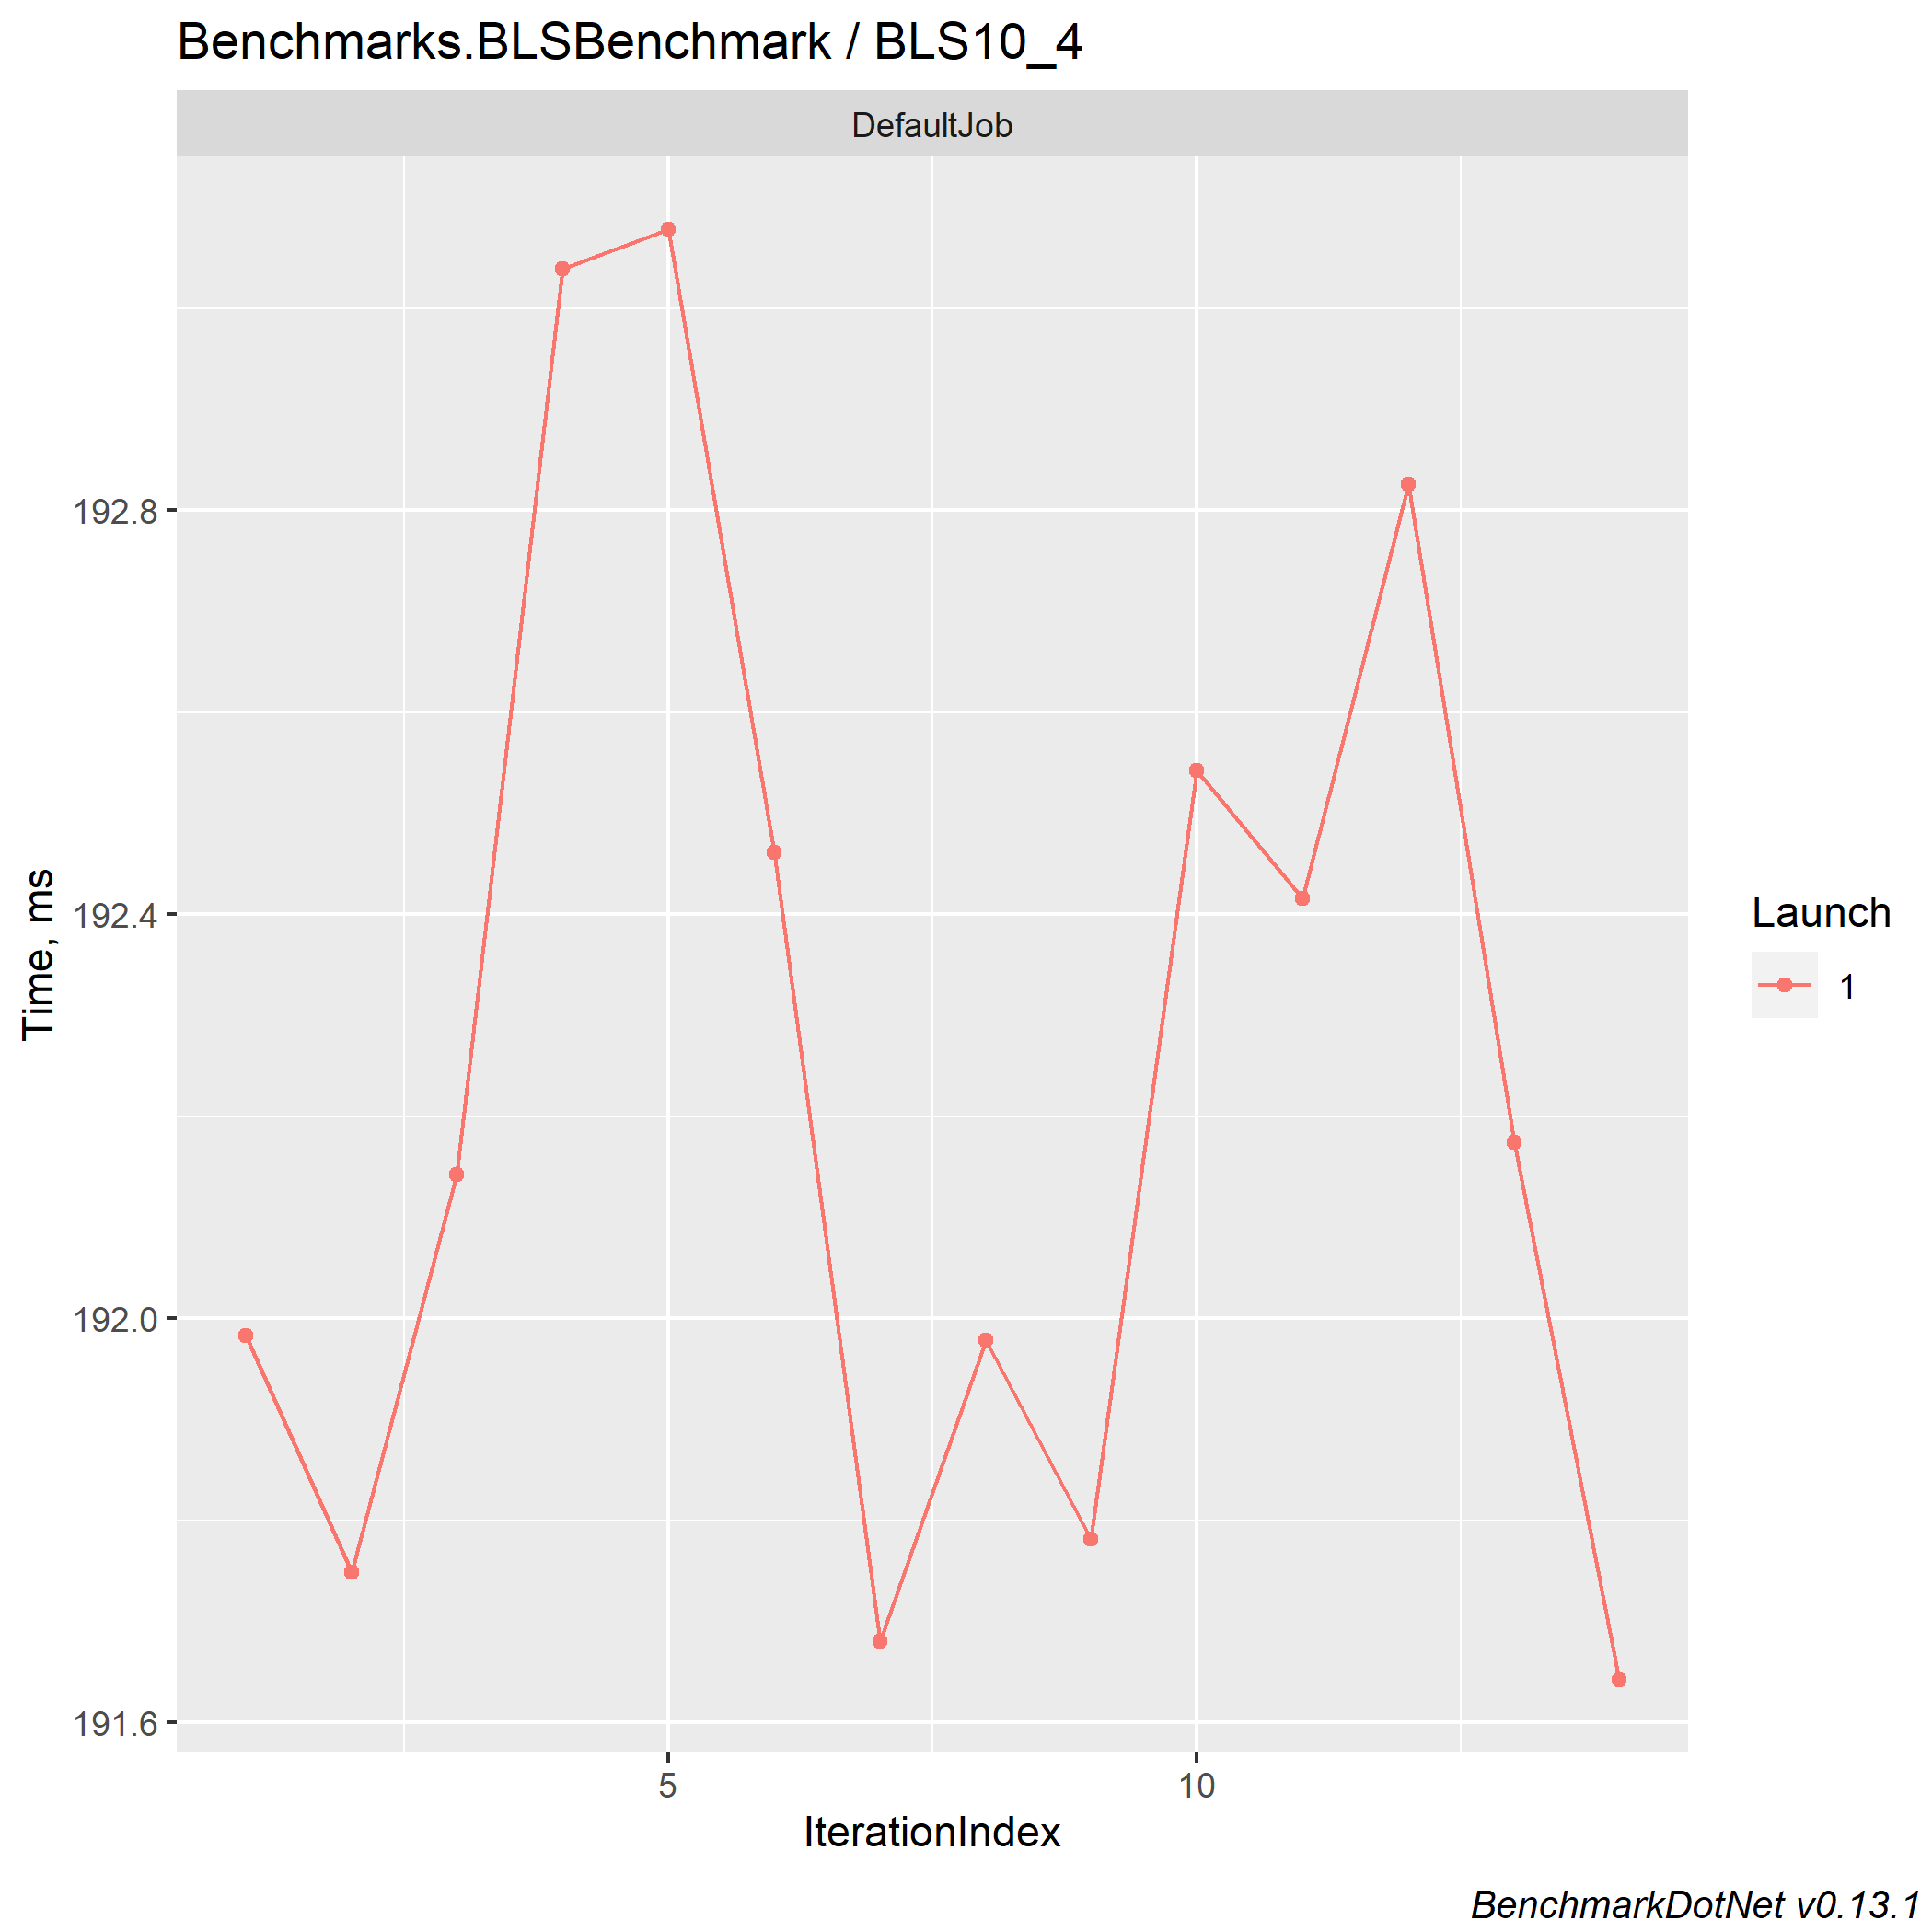 Benchmarks.BLSBenchmark / BLS10_4
DefaultJob
192.8
192.4
192.0
191.6
Time, ms
5
10
IterationIndex
Launch
1
BenchmarkDotNet v0.13.1